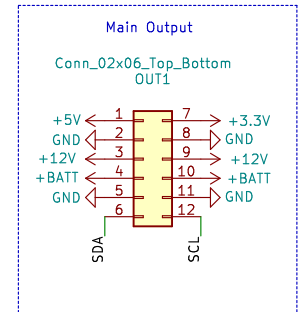 Main Output
Conn_02x06_Top_Bottom
OUT1
+5V 1 7 +3.3V
GND 2 8 GND
+12V 3 9 +12V
+BATT 4 10 +BATT
GND 5 11 GND
6 12
SDA SCL